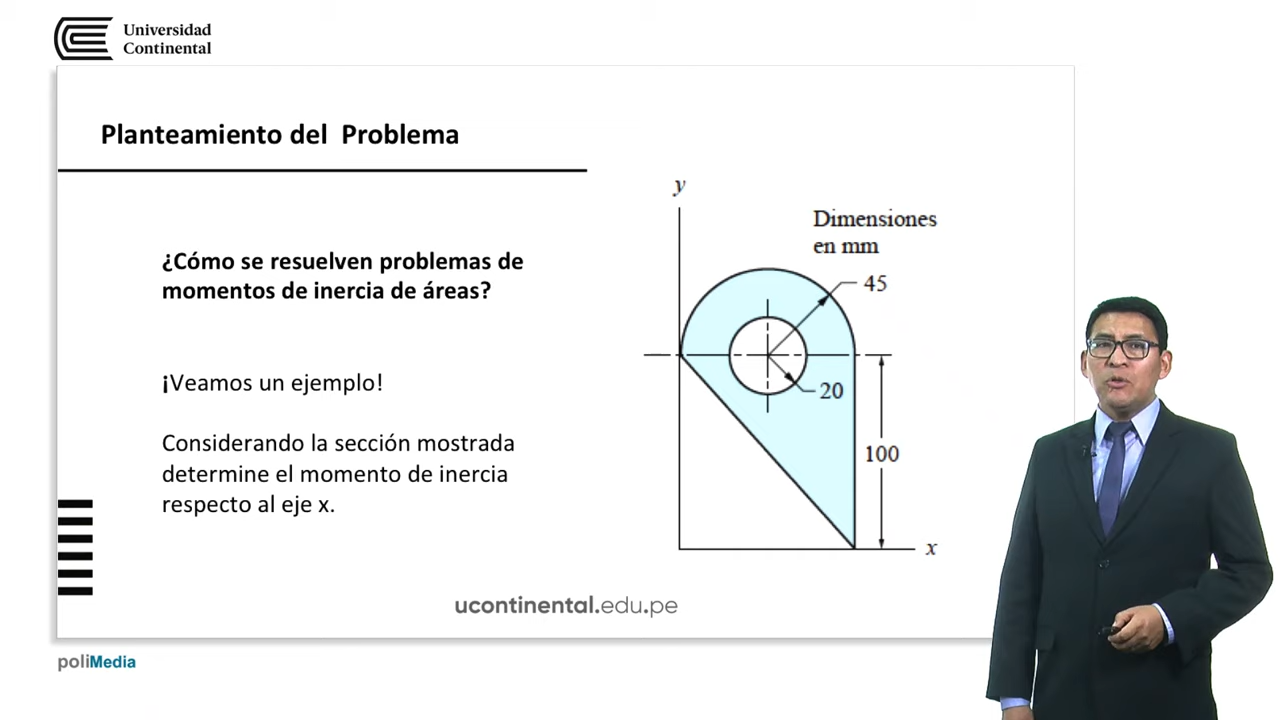 Universidad
Continental
Planteamiento del  Problema
¿Cómo se resuelven problemas de
momentos de inercia de áreas?
¡Veamos un ejemplo!
Considerando la sección mostrada
determine el momento de inercia
respecto al eje x.
y
Dimensiones
en mm
45
20
100
x
ucontinental.edu.pe
poliMedia